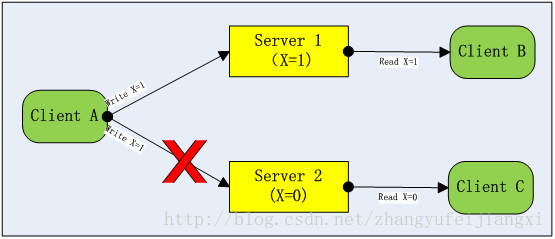 Server 1
（X=1）
Client B
Read X=1
Write X=1
Client A
Write X=1
Server 2
(X=0)
Client C
Read X=0
http://blog.csdn.net/zhangyufeijiangxi